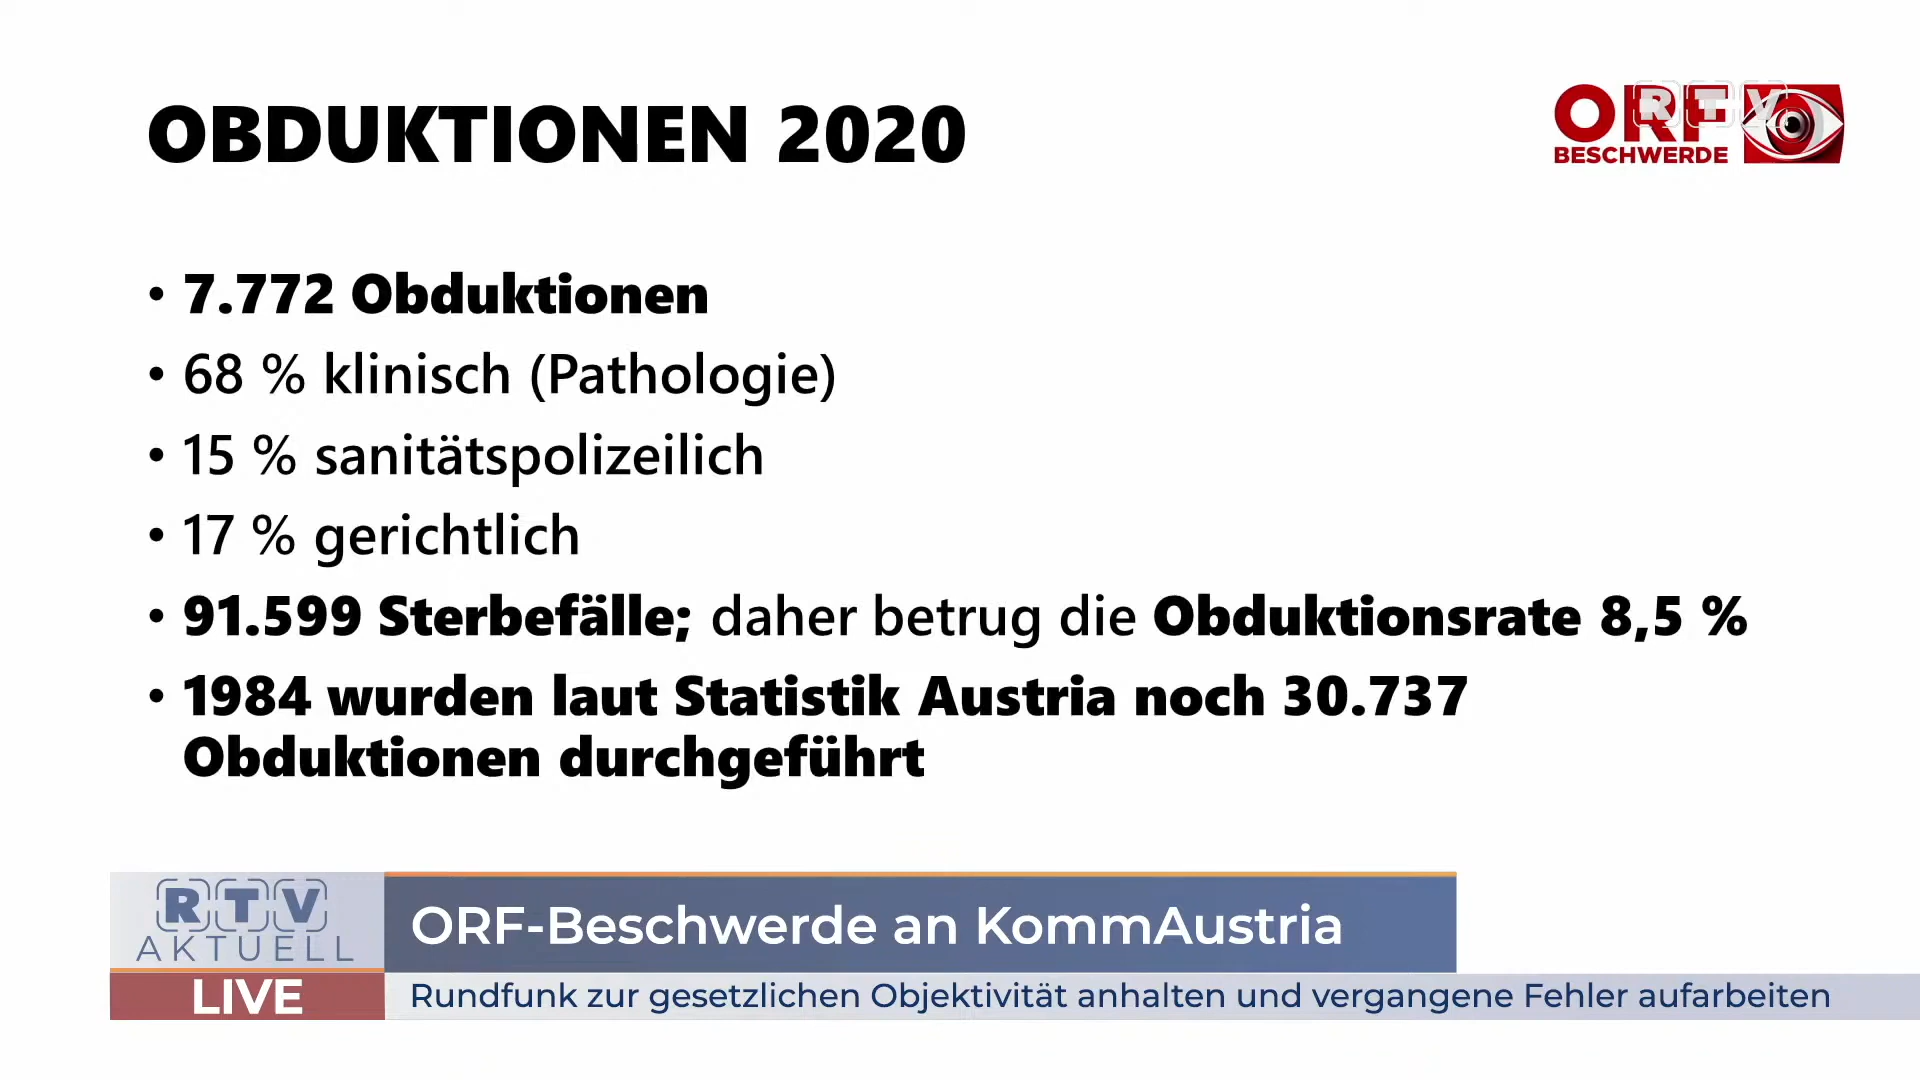 OBDUKTIONEN 2020
ORF
RTV
BESCHWERDE
• 7.772 Obduktionen
• 68 % klinisch (Pathologie)
• 15 % sanitätspolizeilich
• 17 % gerichtlich
• 91.599 Sterbefälle; daher betrug die Obduktionsrate 8,5 %
• 1984 wurden laut Statistik Austria noch 30.737
Obduktionen durchgeführt
RTV
AKTUELL
ORF-Beschwerde an KommAustria
LIVE
Rundfunk zur gesetzlichen Objektivität anhalten und vergangene Fehler aufarbeiten